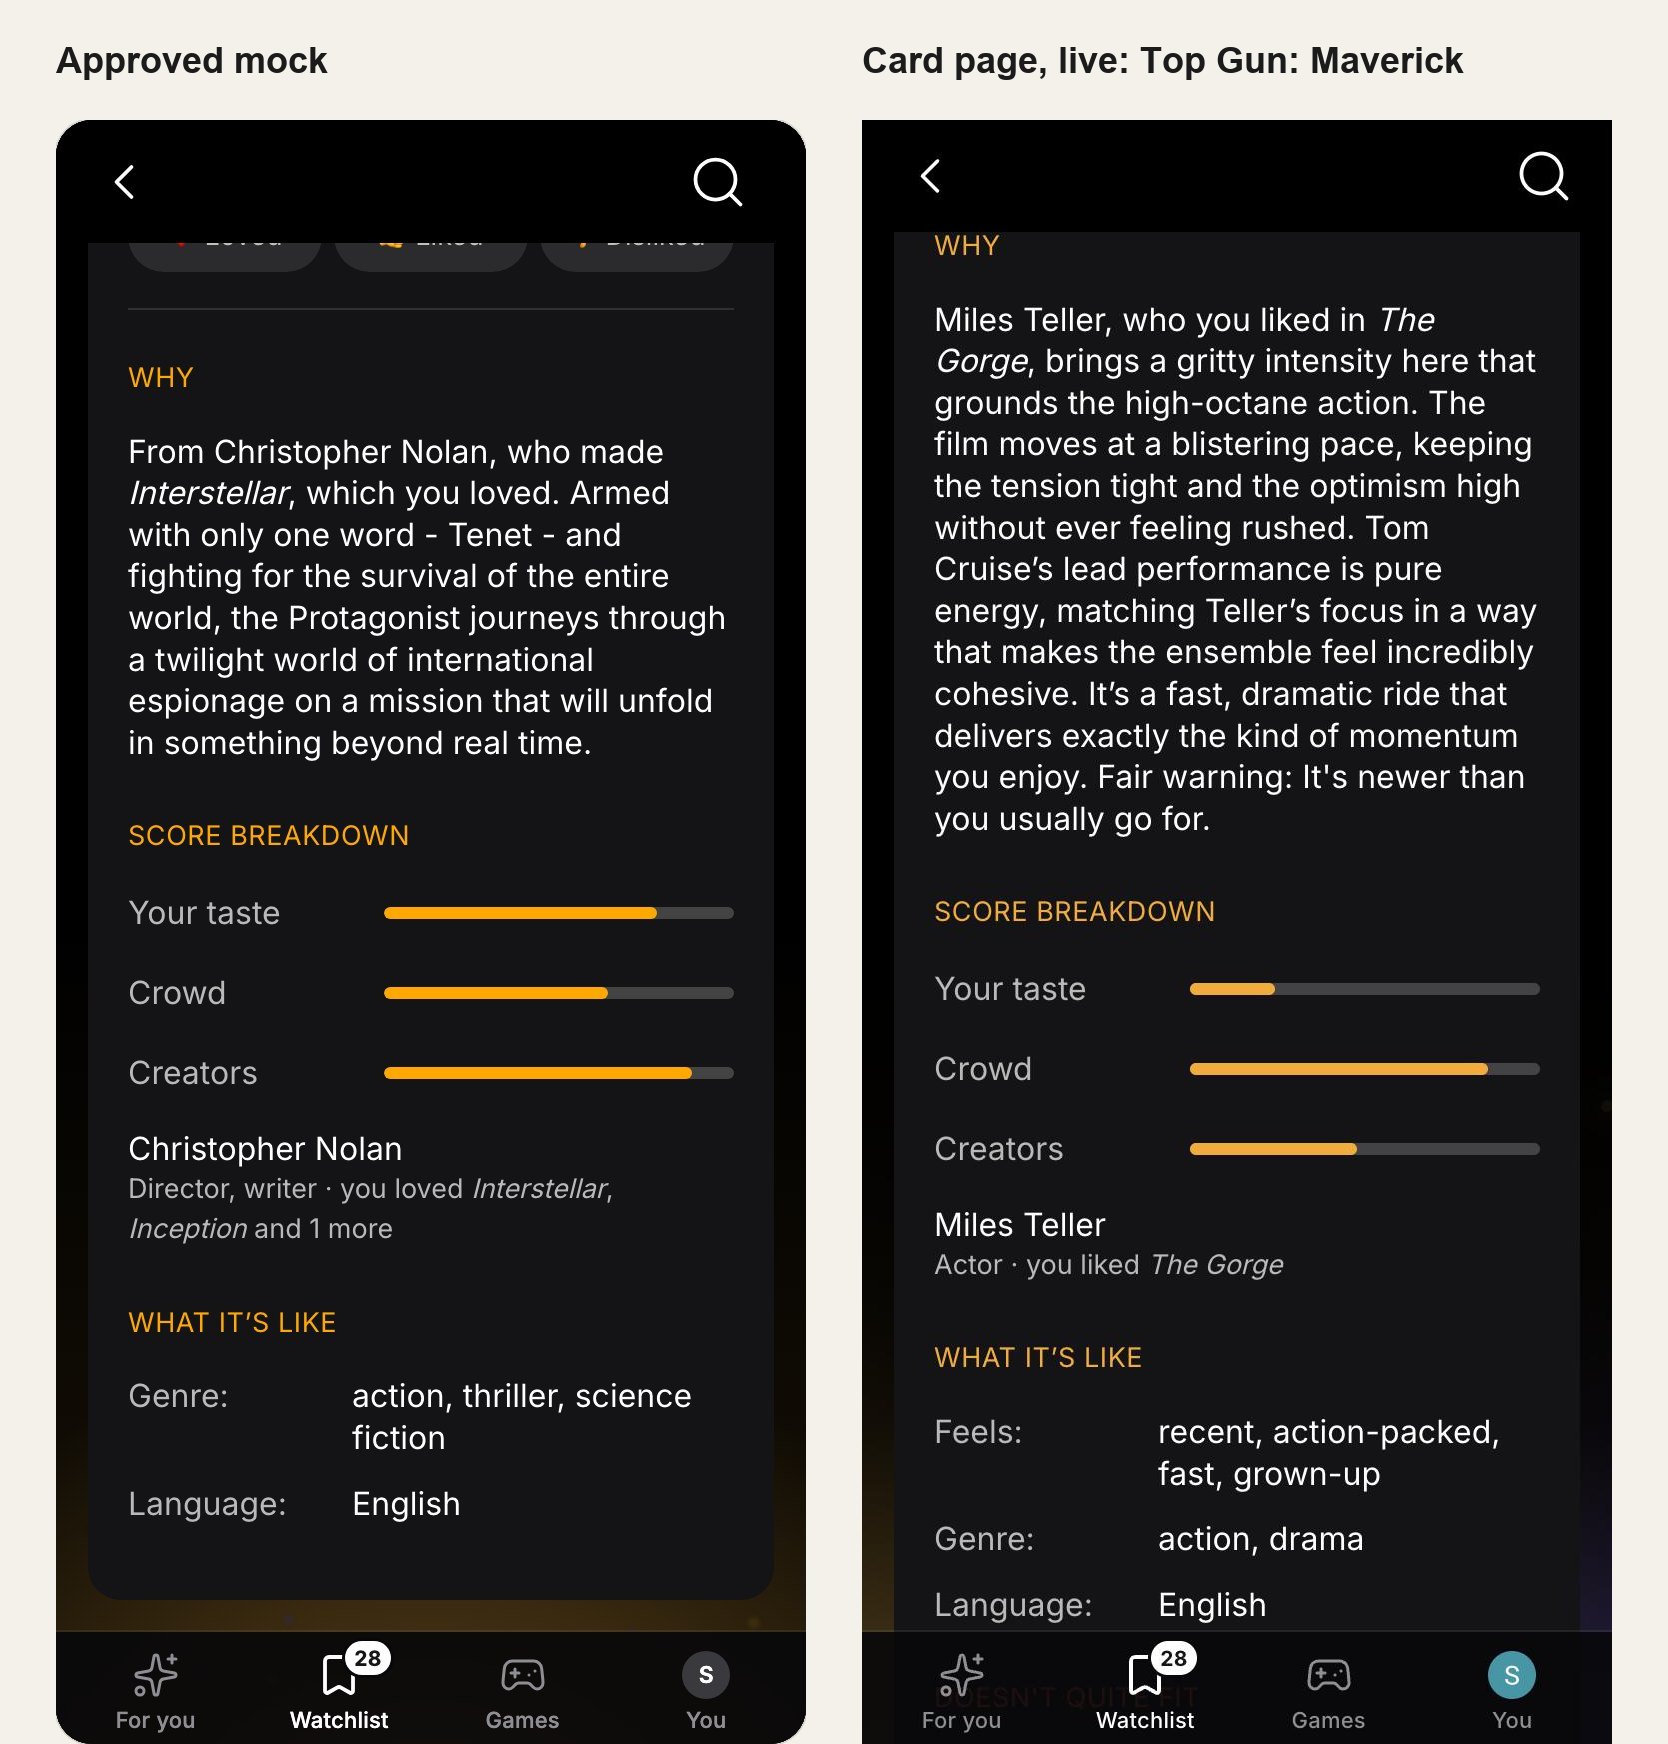 Approved mock
Loved Liked Disliked
WHY
From Christopher Nolan, who made
Interstellar, which you loved. Armed
with only one word - Tenet - and
fighting for the survival of the entire
world, the Protagonist journeys through
a twilight world of international
espionage on a mission that will unfold
in something beyond real time.
SCORE BREAKDOWN
Your taste
Crowd
Creators
Christopher Nolan
Director, writer · you loved Interstellar,
Inception and 1 more
WHAT IT’S LIKE
Genre: action, thriller, science
fiction
Language: English
28
S
For you Watchlist Games You
Card page, live: Top Gun: Maverick
WHY
Miles Teller, who you liked in The
Gorge, brings a gritty intensity here that
grounds the high-octane action. The
film moves at a blistering pace, keeping
the tension tight and the optimism high
without ever feeling rushed. Tom
Cruise’s lead performance is pure
energy, matching Teller’s focus in a way
that makes the ensemble feel incredibly
cohesive. It’s a fast, dramatic ride that
delivers exactly the kind of momentum
you enjoy. Fair warning: It's newer than
you usually go for.
SCORE BREAKDOWN
Your taste
Crowd
Creators
Miles Teller
Actor · you liked The Gorge
WHAT IT’S LIKE
Feels: recent, action-packed,
fast, grown-up
Genre: action, drama
Language: English
28
S
DOESN'T QUITE FIT
For you Watchlist Games You